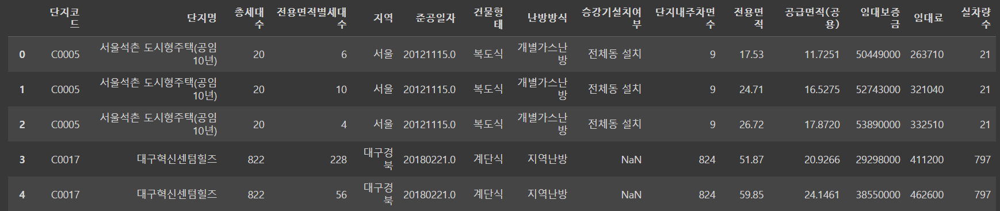 단지코드 단지명 총세대수 전용면적별세대수 지역 준공일자 건물형태 난방방식 승강기설치여부 단지내주차면수 전용면적 공급면적(공용) 임대보증금 임대료 실차량수
0 C0005 서울석촌 도시형주택(공임10년) 20 6 서울 20121115.0 복도식 개별가스난방 전체동 설치 9 17.53 11.7251 50449000 263710 21
1 C0005 서울석촌 도시형주택(공임10년) 20 10 서울 20121115.0 복도식 개별가스난방 전체동 설치 9 24.71 16.5275 52743000 321040 21
2 C0005 서울석촌 도시형주택(공임10년) 20 4 서울 20121115.0 복도식 개별가스난방 전체동 설치 9 26.72 17.8720 53890000 332510 21
3 C0017 대구혁신센텀힐즈 822 228 대구경북 20180221.0 계단식 지역난방 NaN 824 51.87 20.9266 29298000 411200 797
4 C0017 대구혁신센텀힐즈 822 56 대구경북 20180221.0 계단식 지역난방 NaN 824 59.85 24.1461 38550000 462600 797